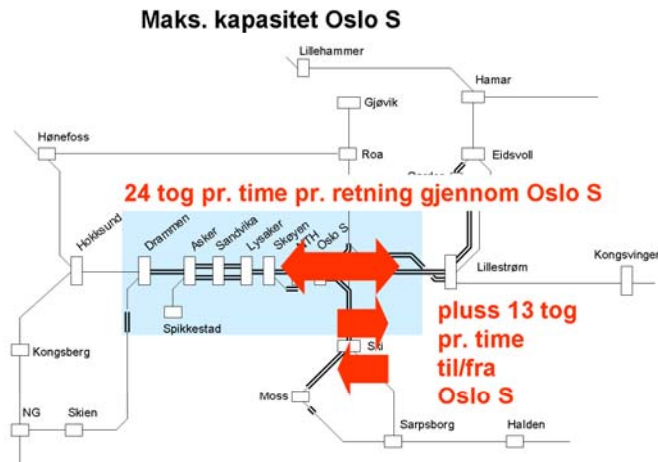 Maks. kapasitet Oslo S
Lillehammer
Hamar
Gjøvik
Hønefoss
Roa
Eidsvoll
24 tog pr. time pr. retning gjennom Oslo S
Hokksund
Drammen
Asker
Sandvika
Lysaker
Skøyen
Oslo S
Lillestrøm
Kongsvinger
Spikkestad
pluss 13 tog
pr. time
til/fra
Oslo S
Ski
Kongsberg
Moss
NG
Skien
Sarpsborg
Halden